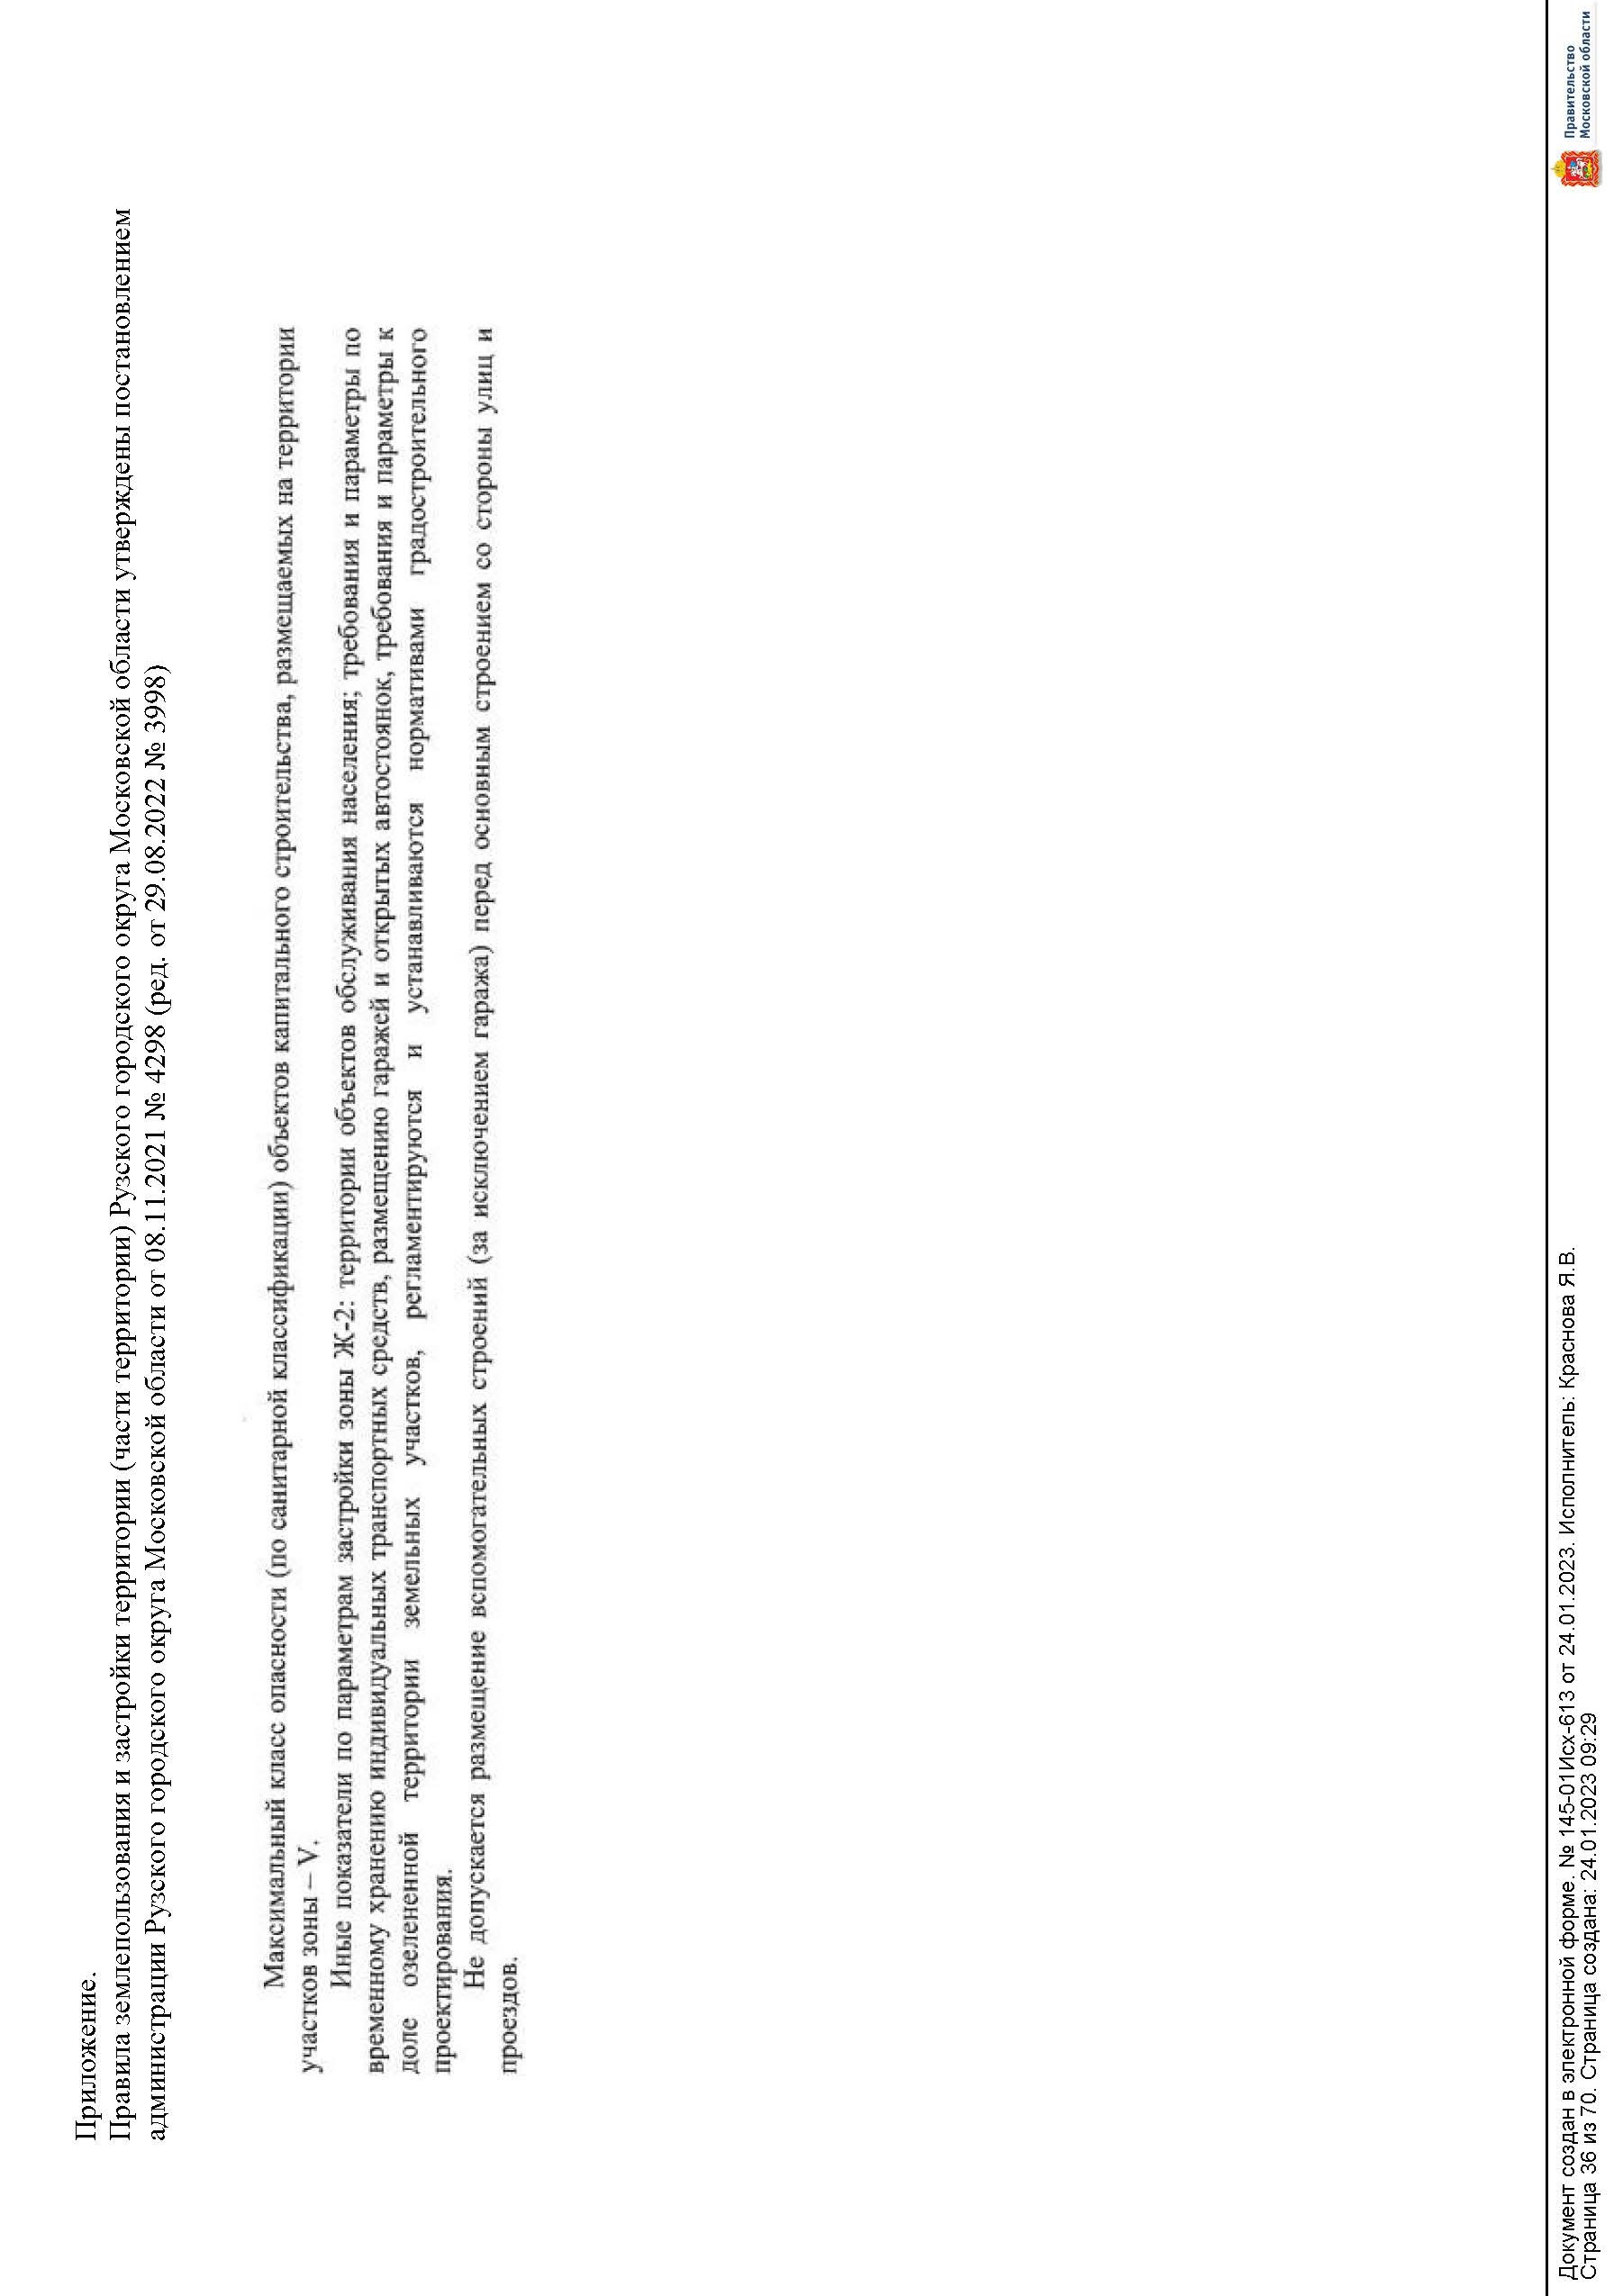 Приложение.
Правила землепользования и застройки территории (части территории) Рузского городского округа Московской области утверждены постановлением
администрации Рузского городского округа Московской области от 08.11.2021 № 4298 (ред. от 29.08.2022 № 3998)
Максимальный класс опасности (по санитарной классификации) объектов капитального строительства, размещаемых на территории
участков зоны – V.
Иные показатели по параметрам застройки зоны Ж-2: территории объектов обслуживания населения; требования и параметры по
временному хранению индивидуальных транспортных средств, размещению гаражей и открытых автостоянок, требования и параметры к
доле озелененной территории земельных участков, регламентируются и устанавливаются нормативами градостроительного
проектирования.
Не допускается размещение вспомогательных строений (за исключением гаража) перед основным строением со стороны улиц и
проездов.
Документ создан в электронной форме. № 145-01Исх-613 от 24.01.2023. Исполнитель: Краснова Я.В.
Страница 36 из 70. Страница создана: 24.01.2023 09:29
Правительство
Московской области